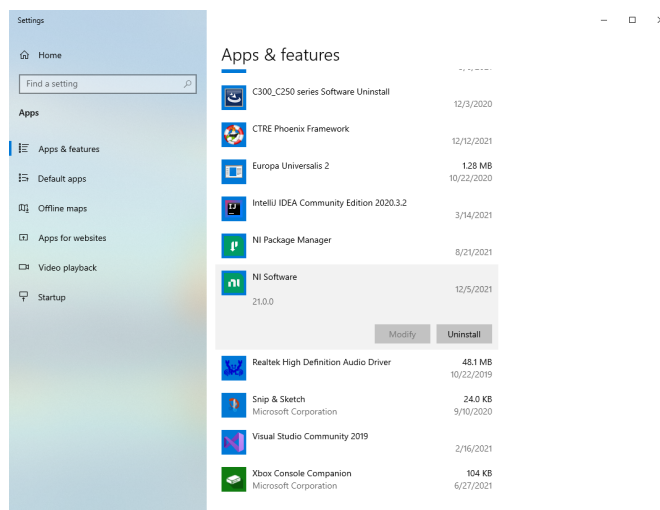 Settings
Home
Find a setting
Apps
Apps & features
Default apps
Offline maps
Apps for websites
Video playback
Startup
Apps & features
C300_C250 series Software Uninstall
12/3/2020
CTRE Phoenix Framework
12/12/2021
Europa Universalis 2
1.28 MB
10/22/2020
IntelliJ IDEA Community Edition 2020.3.2
3/14/2021
NI Package Manager
8/21/2021
NI Software
12/5/2021
21.0.0
Modify
Uninstall
Realtek High Definition Audio Driver
48.1 MB
10/22/2019
Snip & Sketch
24.0 KB
Microsoft Corporation
9/10/2020
Visual Studio Community 2019
2/16/2021
Xbox Console Companion
104 KB
Microsoft Corporation
6/27/2021